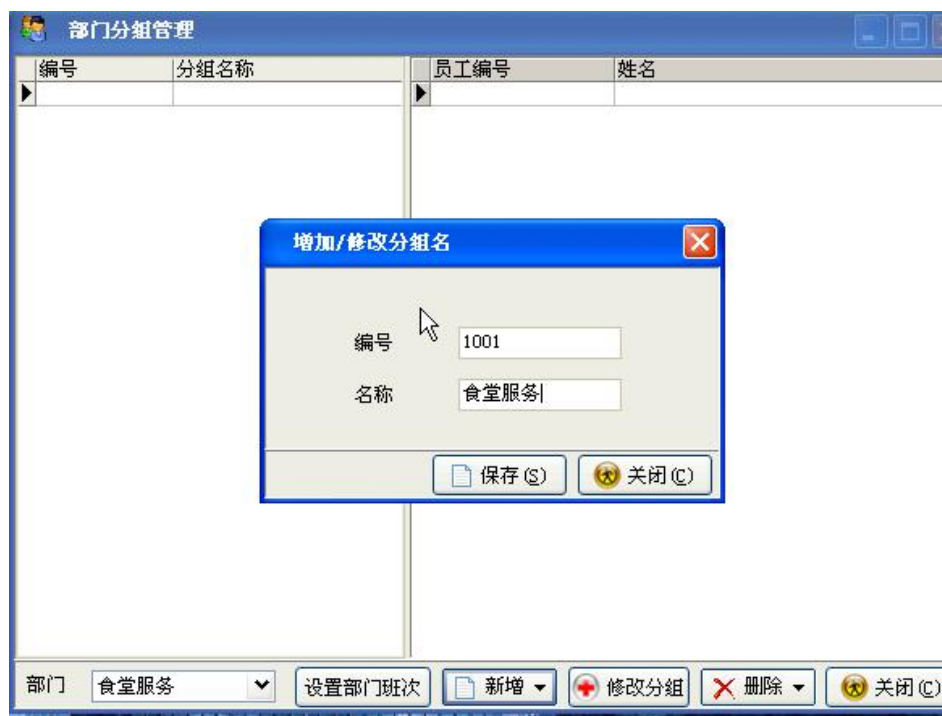 部门分组管理
编号 分组名称 员工编号 姓名
增加/修改分组名
编号 1001
名称 食堂服务
保存(S) 关闭(C)
部门 食堂服务 设置部门班次 新增 修改分组 删除 关闭(C)